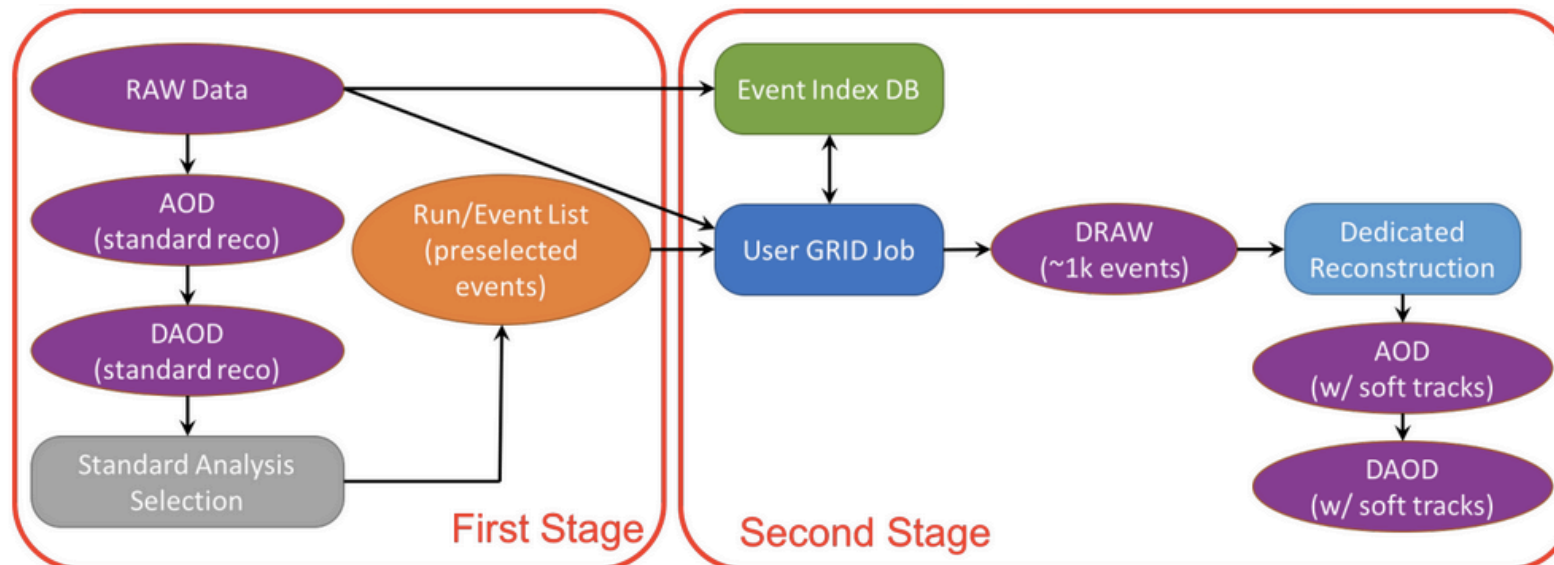 RAW Data
AOD
(standard reco)
DAOD
(standard reco)
Standard Analysis
Selection
Run/Event List
(preselected
events)
First Stage
Event Index DB
User GRID Job
DRAW
(~1k events)
Dedicated
Reconstruction
AOD
(w/ soft tracks)
DAOD
(w/ soft tracks)
Second Stage